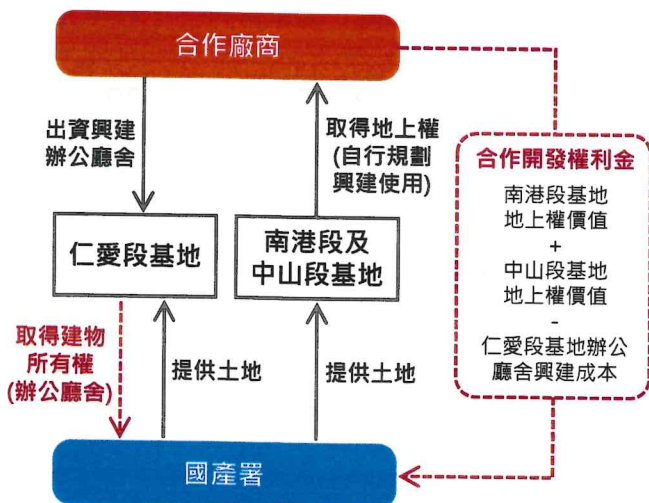 合作廠商
出資興建
辦公廳舍
取得地上權
(自行規劃
興建使用)
合作開發權利金
南港段基地
地上權價值
+
中山段基地
地上權價值
-
仁愛段基地辦公
廳舍興建成本
仁愛段基地
南港段及
中山段基地
取得建物
所有權
(辦公廳舍)
提供土地
提供土地
國產署